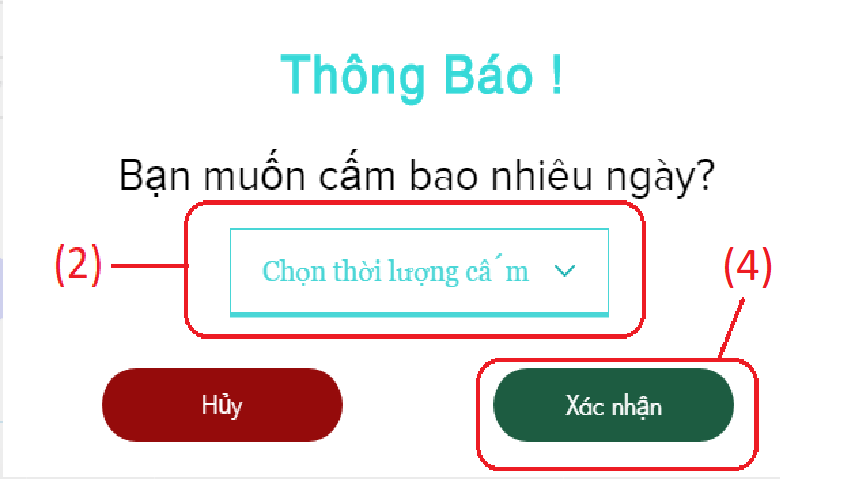 Thông Báo !
Bạn muốn cấm bao nhiêu ngày?
(2)
Chọn thời lượng cấm
(4)
Hủy
Xác nhận